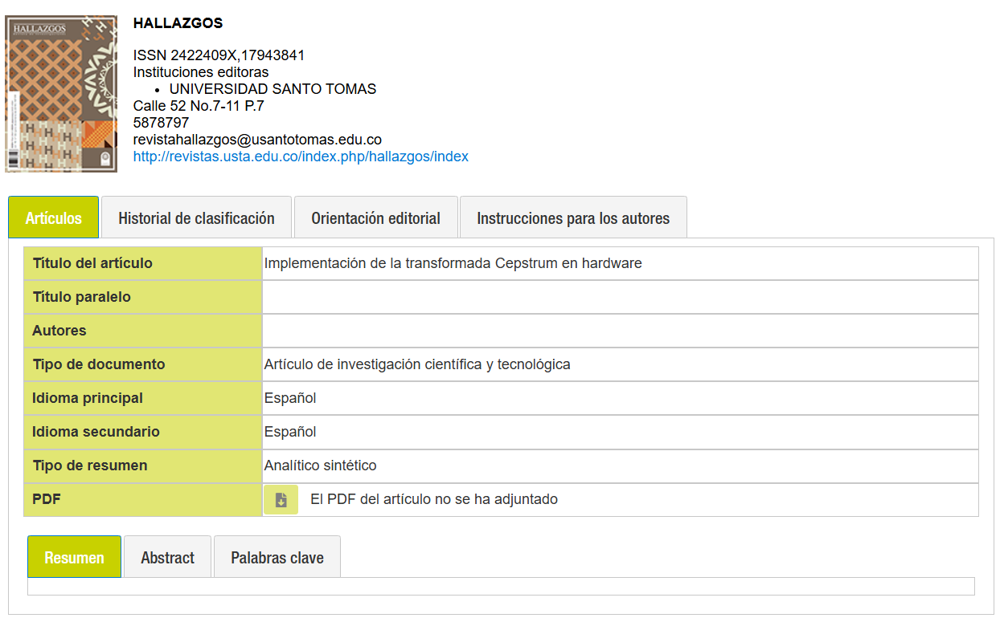 HALLAZGOS
HALLAZGOS
ISSN 2422409X,17943841
Instituciones editoras
• UNIVERSIDAD SANTO TOMAS
Calle 52 No.7-11 P.7
5878797
revistahallazgos@usantotomas.edu.co
http://revistas.usta.edu.co/index.php/hallazgos/index
Artículos Historial de clasificación Orientación editorial Instrucciones para los autores
Título del artículo Implementación de la transformada Cepstrum en hardware
Título paralelo
Autores
Tipo de documento Artículo de investigación científica y tecnológica
Idioma principal Español
Idioma secundario Español
Tipo de resumen Analítico sintético
PDF El PDF del artículo no se ha adjuntado
Resumen Abstract Palabras clave